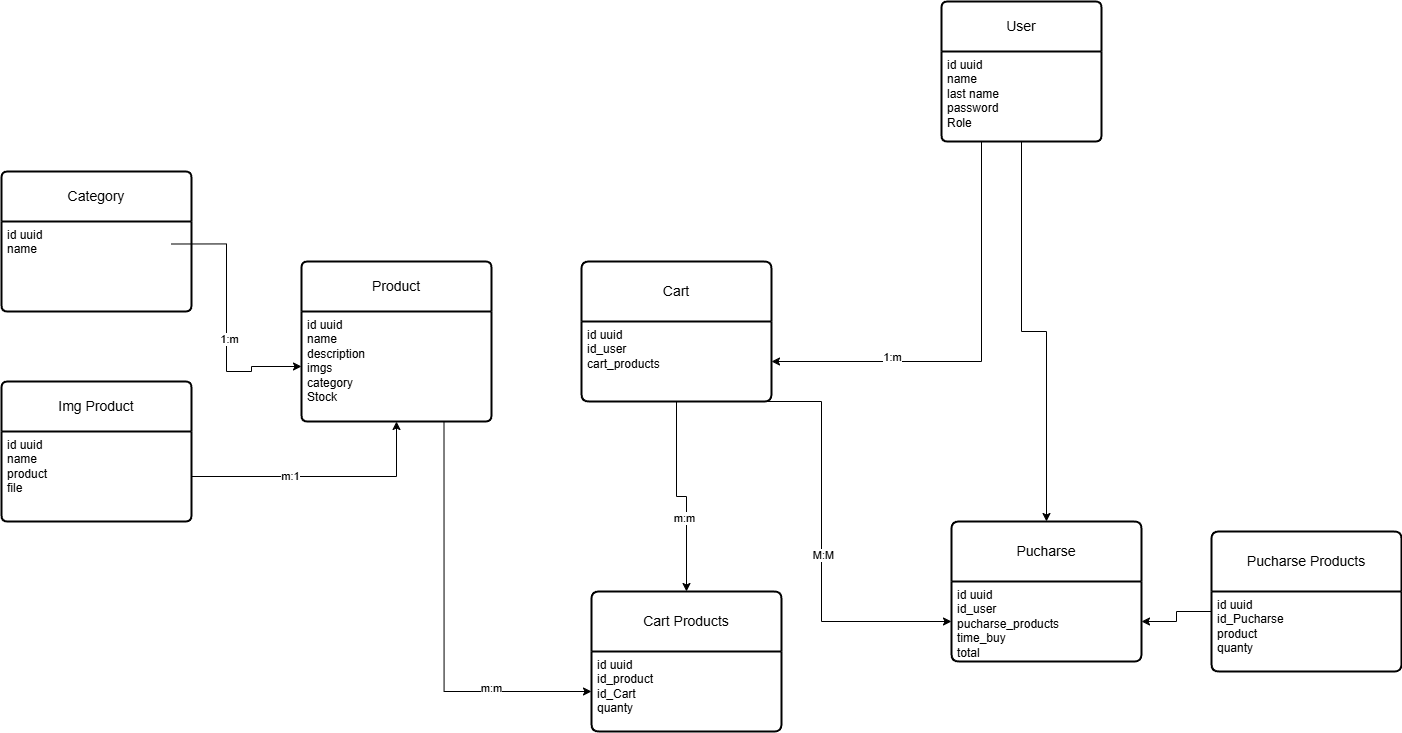 User
id uuid
name
last name
password
Role
Category
id uuid
name
1:m
Product
id uuid
name
description
imgs
category
Stock
Img Product
id uuid
name
product
file
m:1
Cart
id uuid
id_user
cart_products
1:m
m:m
M:M
m:m
Cart Products
id uuid
id_product
id_Cart
quanty
Pucharse
id uuid
id_user
pucharse_products
time_buy
total
Pucharse Products
id uuid
id_Pucharse
product
quanty